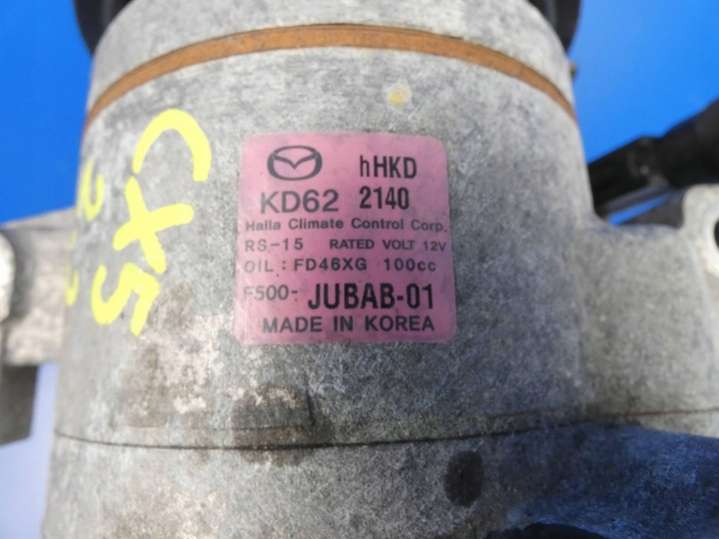 hHKD
KD62 2140
Halla Climate Control Corp.
RS-15 RATED VOLT 12V
OIL : FD46XG 100cc
F500- JUBAB-01
MADE IN KOREA
CX5